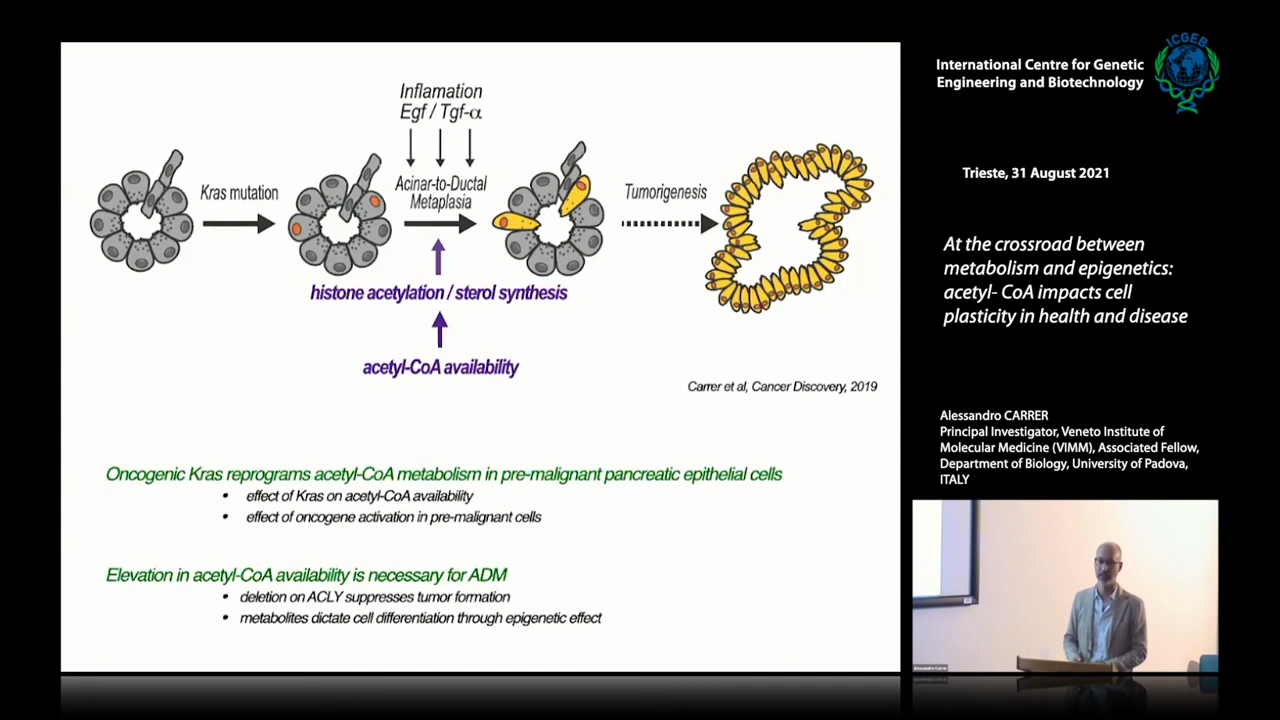 Inflamation
Egf / Tgf-α
Kras mutation
Acinar-to-Ductal
Metaplasia
Tumorigenesis
histone acetylation / sterol synthesis
acetyl-CoA availability
Carrer et al, Cancer Discovery, 2019
Oncogenic Kras reprograms acetyl-CoA metabolism in pre-malignant pancreatic epithelial cells
• effect of Kras on acetyl-CoA availability
• effect of oncogene activation in pre-malignant cells
Elevation in acetyl-CoA availability is necessary for ADM
• deletion on ACLY suppresses tumor formation
• metabolites dictate cell differentiation through epigenetic effect
International Centre for Genetic
Engineering and Biotechnology
ICGEB
Trieste, 31 August 2021
At the crossroad between
metabolism and epigenetics:
acetyl- CoA impacts cell
plasticity in health and disease
Alessandro CARRER
Principal Investigator, Veneto Institute of
Molecular Medicine (VIMM), Associated Fellow,
Department of Biology, University of Padova,
ITALY
Alessandro Carrer